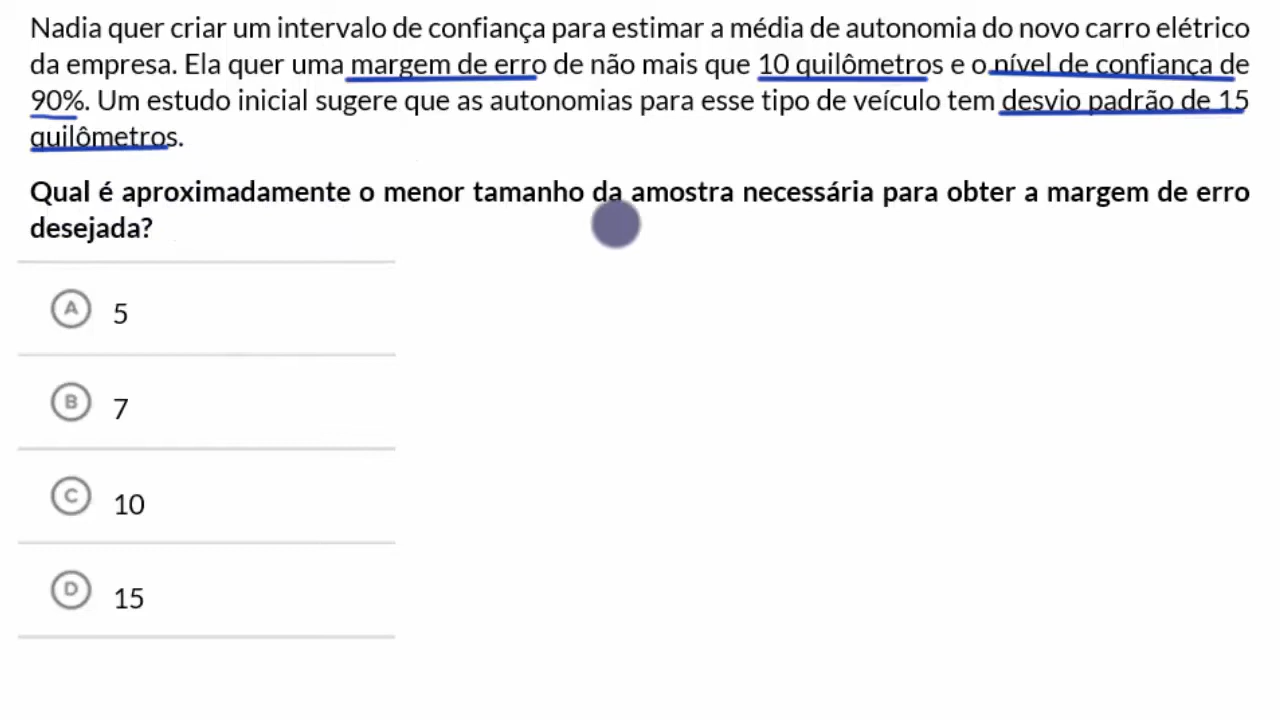 Nadia quer criar um intervalo de confiança para estimar a média de autonomia do novo carro elétrico
da empresa. Ela quer uma margem de erro de não mais que 10 quilômetros e o nível de confiança de
90%. Um estudo inicial sugere que as autonomias para esse tipo de veículo tem desvio padrão de 15
quilômetros.
Qual é aproximadamente o menor tamanho da amostra necessária para obter a margem de erro
desejada?
A 5
B 7
C 10
D 15